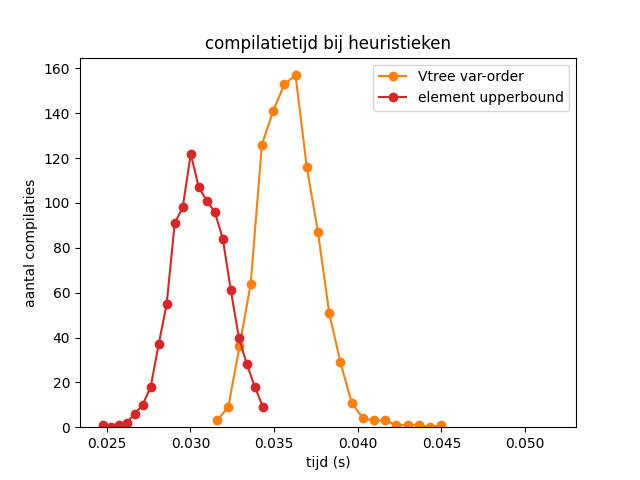 compilatietijd bij heuristieken
Vtree var-order
element upperbound
aantal compilaties
160
140
120
100
80
60
40
20
0
0.025 0.030 0.035 0.040 0.045 0.050
tijd (s)